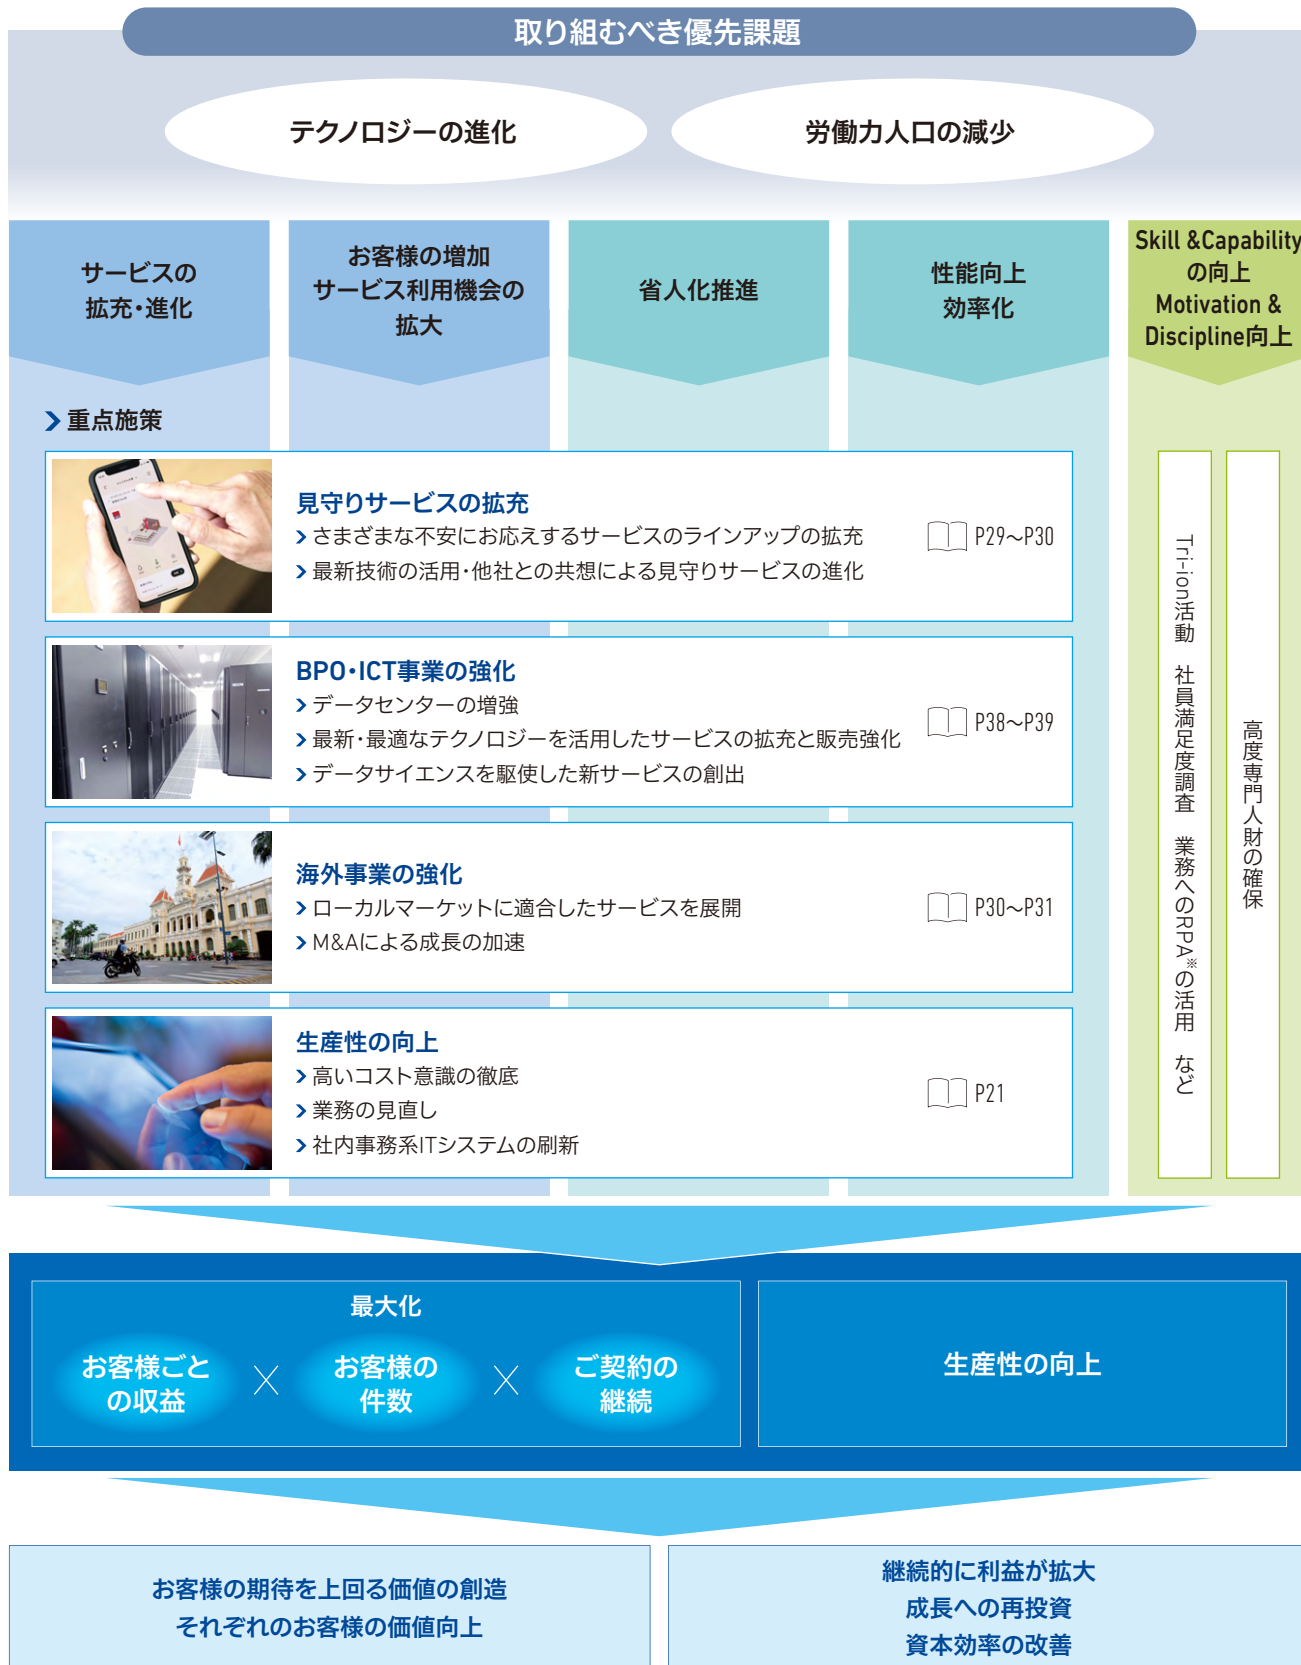 取り組むべき優先課題
テクノロジーの進化
労働力人口の減少
サービスの
拡充・進化
お客様の増加
サービス利用機会の
拡大
省人化推進
性能向上
効率化
Skill &Capability
の向上
Motivation &
Discipline向上
重点施策
見守りサービスの拡充
さまざまな不安にお応えするサービスのラインアップの拡充
最新技術の活用・他社との共想による見守りサービスの進化
P29〜P30
BPO・ICT事業の強化
データセンターの増強
最新・最適なテクノロジーを活用したサービスの拡充と販売強化
データサイエンスを駆使した新サービスの創出
P38〜P39
海外事業の強化
ローカルマーケットに適合したサービスを展開
M&Aによる成長の加速
P30〜P31
生産性の向上
高いコスト意識の徹底
業務の見直し
社内事務系ITシステムの刷新
P21
Tri-ion活動 社員満足度調査 業務へのRPA※の活用 など
高度専門人財の確保
最大化
お客様ごと
の収益
×
お客様の
件数
×
ご契約の
継続
生産性の向上
お客様の期待を上回る価値の創造
それぞれのお客様の価値向上
継続的に利益が拡大
成長への再投資
資本効率の改善